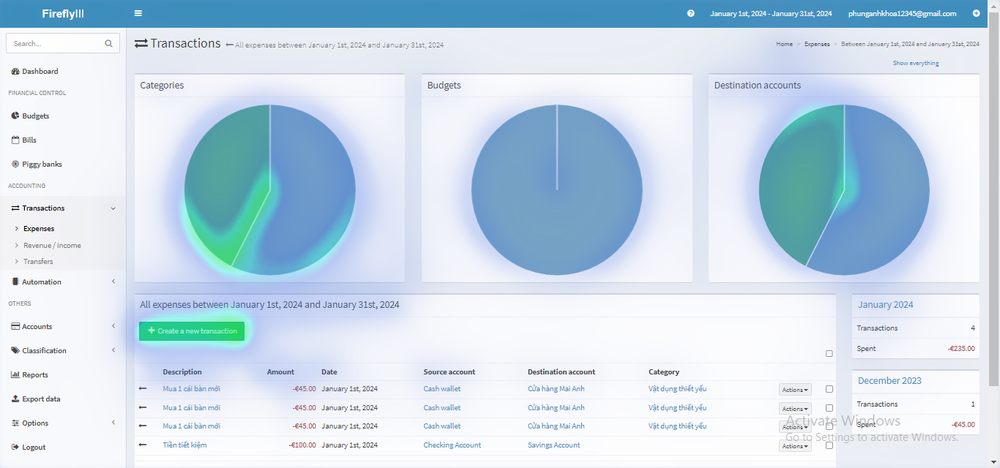 FireflyIII
January 1st, 2024 - January 31st, 2024
phunganhkhoa12345@gmail.com
Search...
Transactions
All expenses between January 1st, 2024 and January 31st, 2024
Home > Expenses > Between January 1st, 2024 and January 31st, 2024
Show everything
Dashboard
FINANCIAL CONTROL
Budgets
Bills
Piggy banks
ACCOUNTING
Transactions
Expenses
Revenue / income
Transfers
Automation
OTHERS
Accounts
Classification
Reports
Export data
Options
Logout
Categories
Budgets
Destination accounts
All expenses between January 1st, 2024 and January 31st, 2024
Create a new transaction
Description Amount Date Source account Destination account Category
Mua 1 cái bàn mới -€45.00 January 1st, 2024 Cash wallet Cửa hàng Mai Anh Vật dụng thiết yếu Actions
Mua 1 cái bàn mới -€45.00 January 1st, 2024 Cash wallet Cửa hàng Mai Anh Vật dụng thiết yếu Actions
Mua 1 cái bàn mới -€45.00 January 1st, 2024 Cash wallet Cửa hàng Mai Anh Vật dụng thiết yếu Actions
Tiền tiết kiệm -€100.00 January 1st, 2024 Checking Account Savings Account Actions
January 2024
Transactions 4
Spent -€235.00
December 2023
Transactions 1
Spent -€45.00
Activate Windows
Go to Settings to activate Windows.